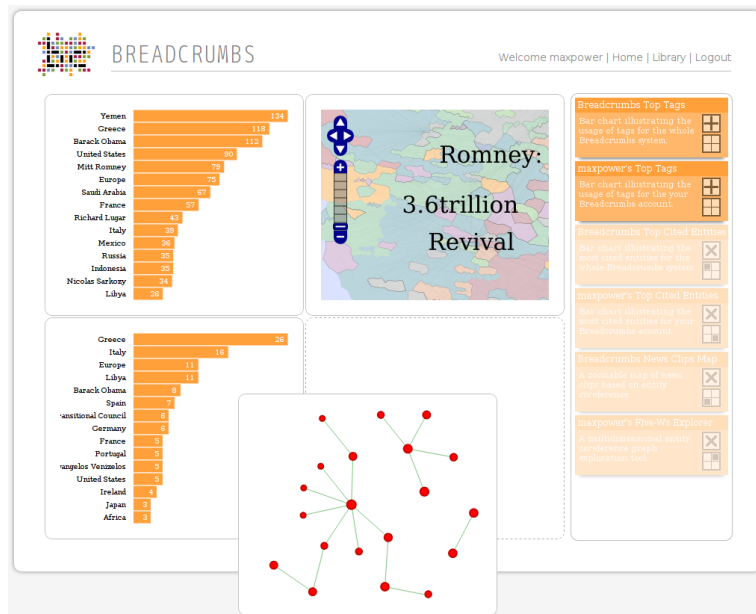 BREADCRUMBS
Welcome maxpower | Home | Library | Logout
Yemen 134
Greece 118
Barack Obama 112
United States 90
Mitt Romney 79
Europe 75
Saudi Arabia 67
France 57
Richard Lugar 43
Italy 39
Mexico 36
Russia 35
Indonesia 35
Nicolas Sarkozy 34
Libya 26
Romney:
3.6trillion
Revival
Breadcrumbs Top Tags
Bar chart illustrating the
usage of tags for the whole
Breadcrumbs system.
maxpower's Top Tags
Bar chart illustrating the
usage of tags for the your
Breadcrumbs account.
Breadcrumbs Top Cited Entities
Bar chart illustrating the
most cited entities for the
whole Breadcrumbs system
maxpower's Top Cited Entities
Bar chart illustrating the
most cited entities for your
Breadcrumbs account.
Breadcrumbs News Clips Map
A zoomable map of news
clips based on entity
coreference.
maxpower's Five-Ws Explorer
A multidimensional entity
coreference graph
exploration tool.
Greece 26
Italy 16
Europe 11
Libya 11
Barack Obama 8
Spain 7
ansitional Council 6
Germany 6
France 5
Portugal 5
angelos Venizelos 5
United States 5
Ireland 4
Japan 3
Africa 3